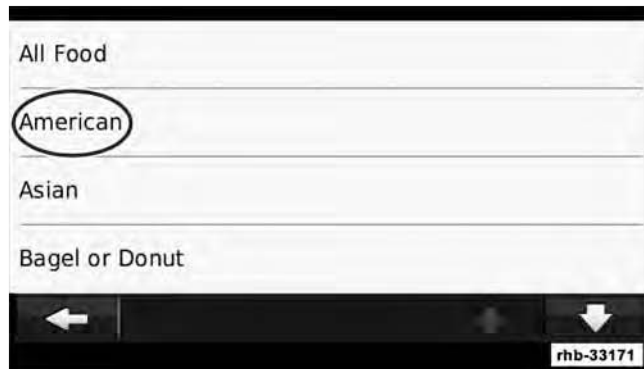 All Food
American
Asian
Bagel or Donut
rhb-33171